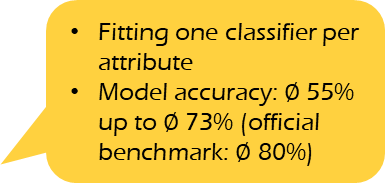 • Fitting one classifier per
attribute
• Model accuracy: Ø 55%
up to Ø 73% (official
benchmark: Ø 80%)